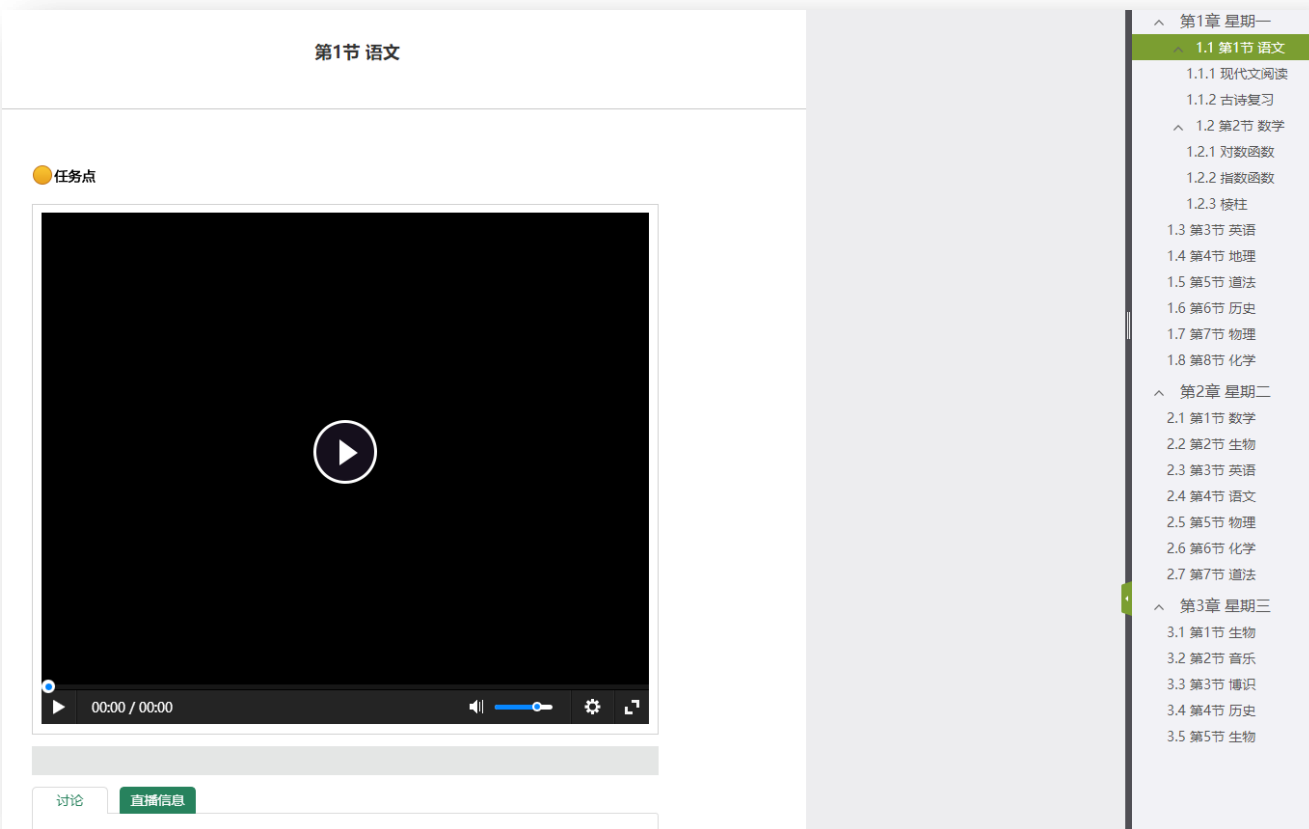 第1节 语文
任务点
00:00 / 00:00
讨论
直播信息
第1章 星期一
1.1 第1节 语文
1.1.1 现代文阅读
1.1.2 古诗复习
1.2 第2节 数学
1.2.1 对数函数
1.2.2 指数函数
1.2.3 棱柱
1.3 第3节 英语
1.4 第4节 地理
1.5 第5节 道法
1.6 第6节 历史
1.7 第7节 物理
1.8 第8节 化学
第2章 星期二
2.1 第1节 数学
2.2 第2节 生物
2.3 第3节 英语
2.4 第4节 语文
2.5 第5节 物理
2.6 第6节 化学
2.7 第7节 道法
第3章 星期三
3.1 第1节 生物
3.2 第2节 音乐
3.3 第3节 博识
3.4 第4节 历史
3.5 第5节 生物